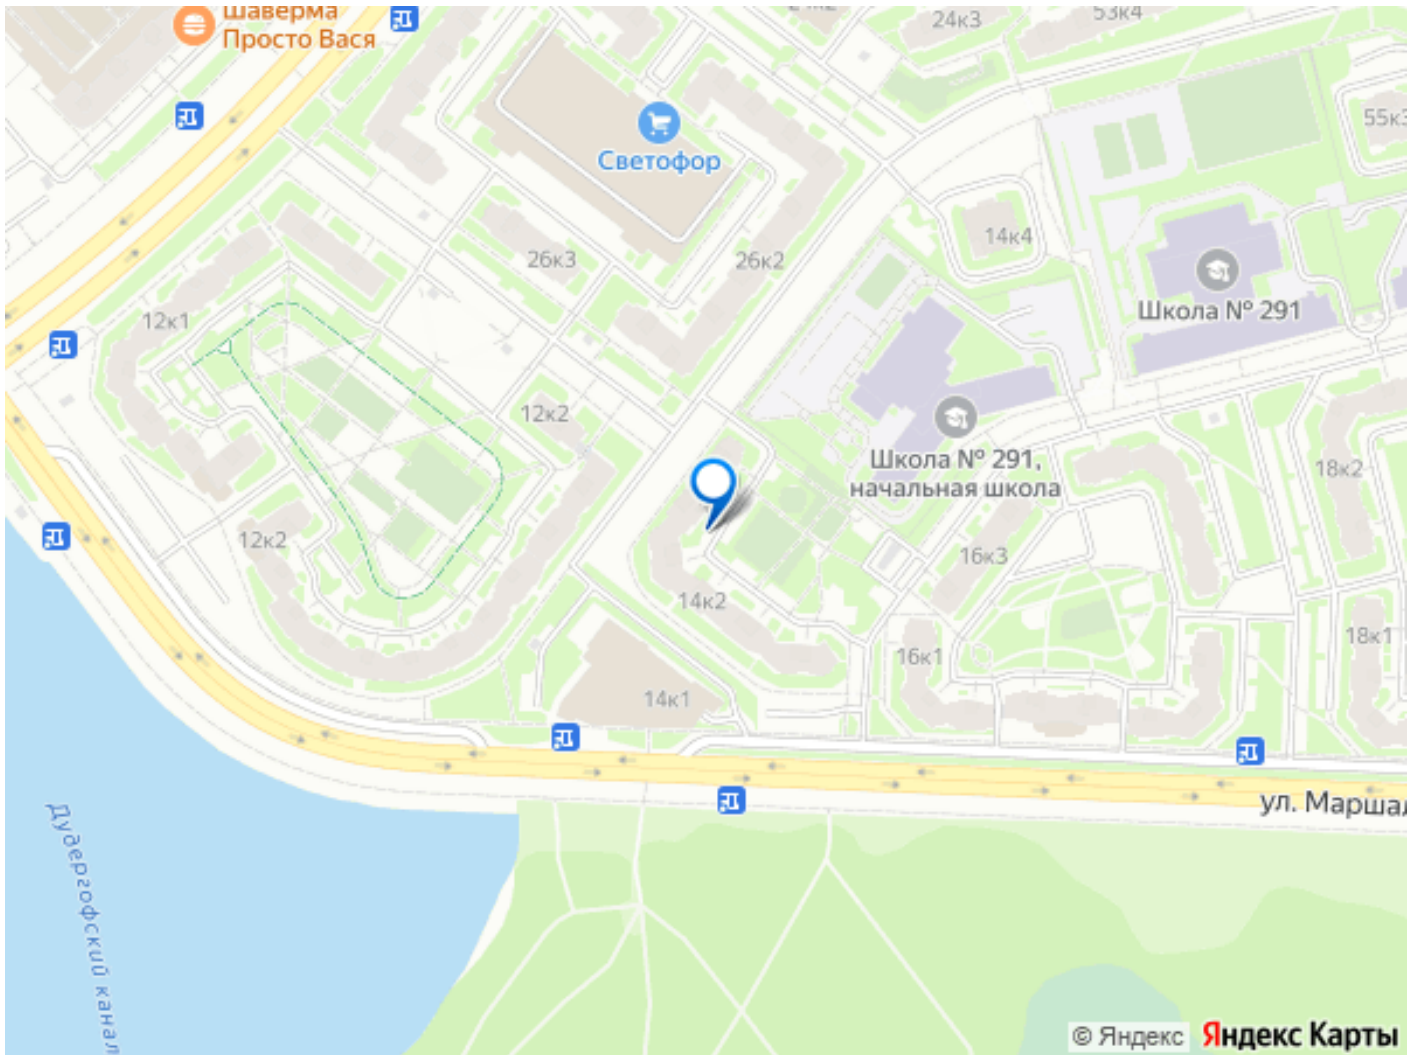 Шаверма
Просто Вася
24к3
53к4
55к3
Светофор
14к4
26к3
26к2
Школа № 291
12к1
12к2
Школа № 291,
начальная школа
18к2
12к2
16к3
14к2
18к1
16к1
14к1
ул. Маршал
Дудергофский канал
© Яндекс
Яндекс Карты